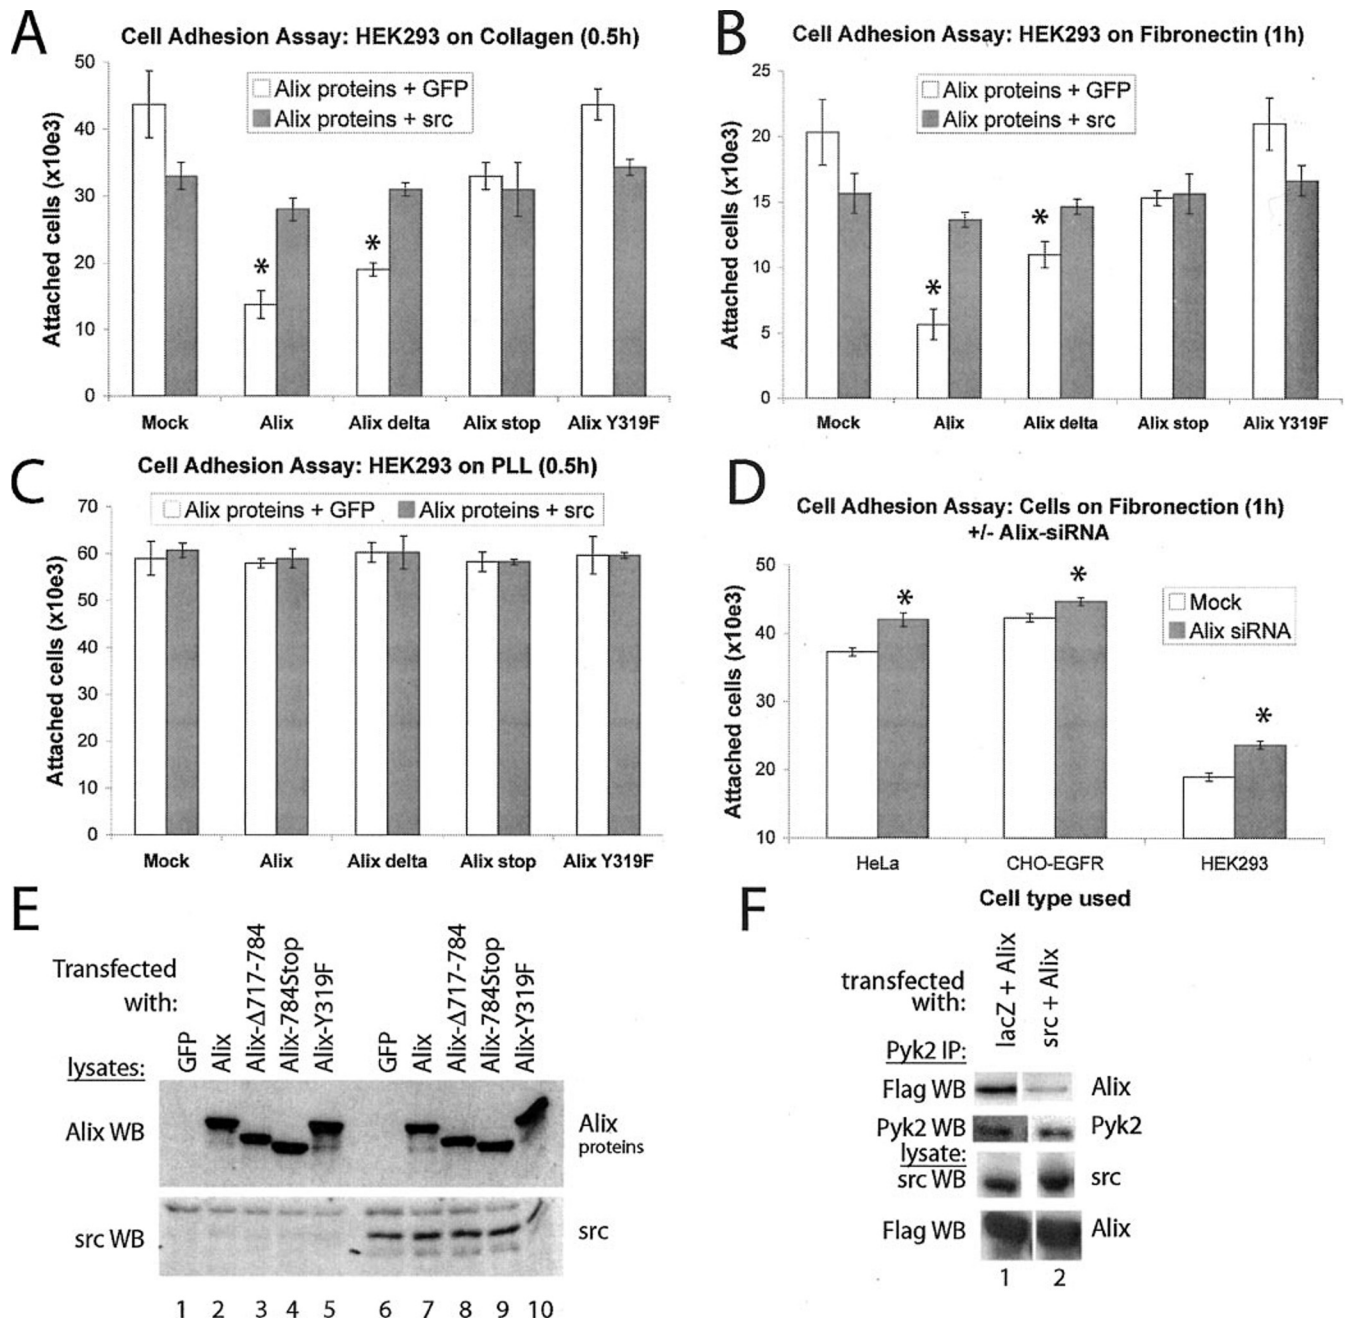 A
Cell Adhesion Assay: HEK293 on Collagen (0.5h)
Attached cells (x10e3)
50
40
30
20
10
0
Alix proteins + GFP
Alix proteins + src
*
*
Mock
Alix
Alix delta
Alix stop
Alix Y319F
B
Cell Adhesion Assay: HEK293 on Fibronectin (1h)
Attached cells (x10e3)
25
20
15
10
5
0
Alix proteins + GFP
Alix proteins + src
*
*
Mock
Alix
Alix delta
Alix stop
Alix Y319F
C
Cell Adhesion Assay: HEK293 on PLL (0.5h)
Attached cells (x10e3)
70
60
50
40
30
20
10
0
Alix proteins + GFP
Alix proteins + src
Mock
Alix
Alix delta
Alix stop
Alix Y319F
D
Cell Adhesion Assay: Cells on Fibronection (1h)
+/- Alix-siRNA
Attached cells (x10e3)
50
40
30
20
10
Mock
Alix siRNA
*
*
*
HeLa
CHO-EGFR
HEK293
Cell type used
E
Transfected
with:
GFP
Alix
Alix-Δ717-784
Alix-784Stop
Alix-Y319F
GFP
Alix
Alix-Δ717-784
Alix-784Stop
Alix-Y319F
lysates:
Alix WB
Alix
proteins
src WB
src
1 2 3 4 5 6 7 8 9 10
F
transfected
with:
lacZ + Alix
src + Alix
Pyk2 IP:
Flag WB
Alix
Pyk2 WB
Pyk2
lysate:
src WB
src
Flag WB
Alix
1 2